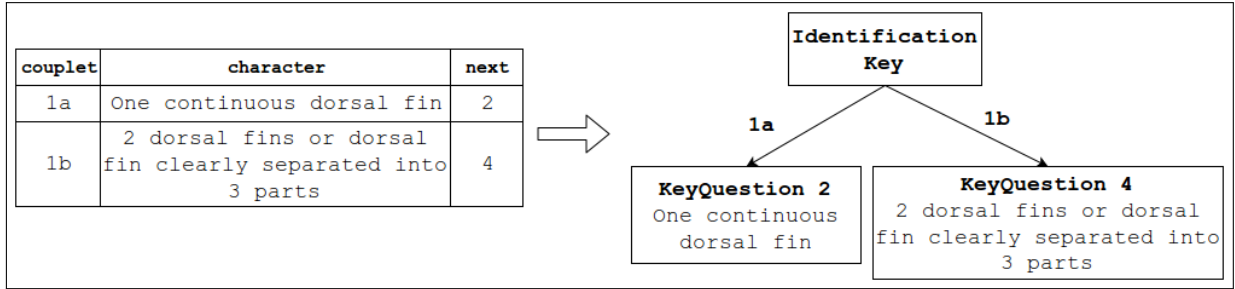 couplet character next
1a One continuous dorsal fin 2
1b 2 dorsal fins or dorsal fin clearly separated into 3 parts 4
Identification
Key
1a
1b
KeyQuestion 2
One continuous
dorsal fin
KeyQuestion 4
2 dorsal fins or dorsal
fin clearly separated into
3 parts